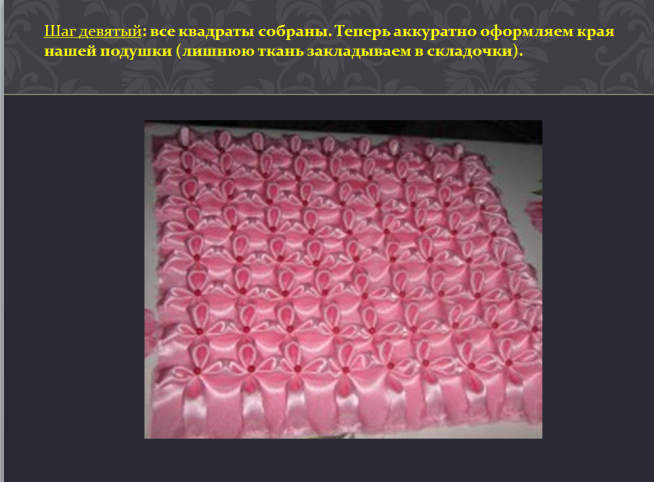 Шаг девятый: все квадраты собраны. Теперь аккуратно оформляем края
нашей подушки (лишнюю ткань закладываем в складочки).